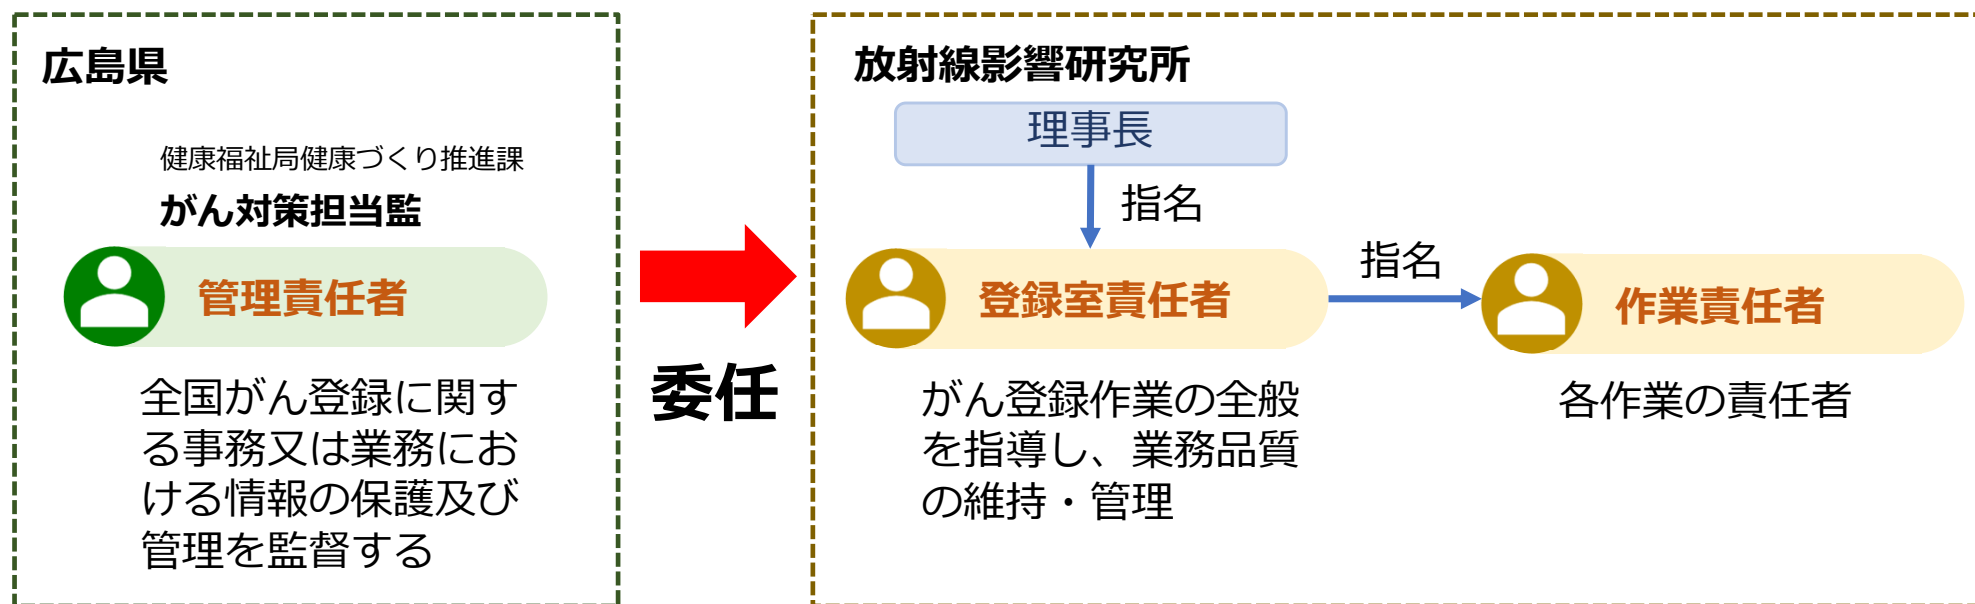 広島県
健康福祉局健康づくり推進課
がん対策担当監
管理責任者
全国がん登録に関す
る事務又は業務にお
ける情報の保護及び
管理を監督する
委任
放射線影響研究所
理事長
指名
登録室責任者
がん登録作業の全般
を指導し、業務品質
の維持・管理
指名
作業責任者
各作業の責任者